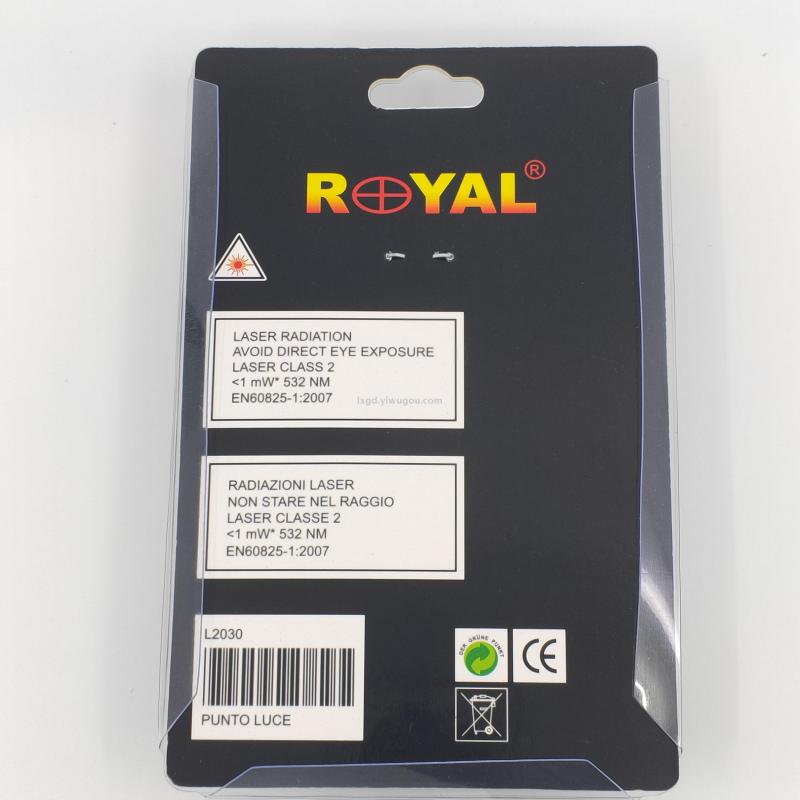 ROYAL®
LASER RADIATION
AVOID DIRECT EYE EXPOSURE
LASER CLASS 2
<1 mW* 532 NM
EN60825-1:2007
lxgd.yiwugou.com
RADIAZIONI LASER
NON STARE NEL RAGGIO
LASER CLASSE 2
<1 mW* 532 NM
EN60825-1:2007
L2030
PUNTO LUCE
DER GRÜNE PUNKT
CE